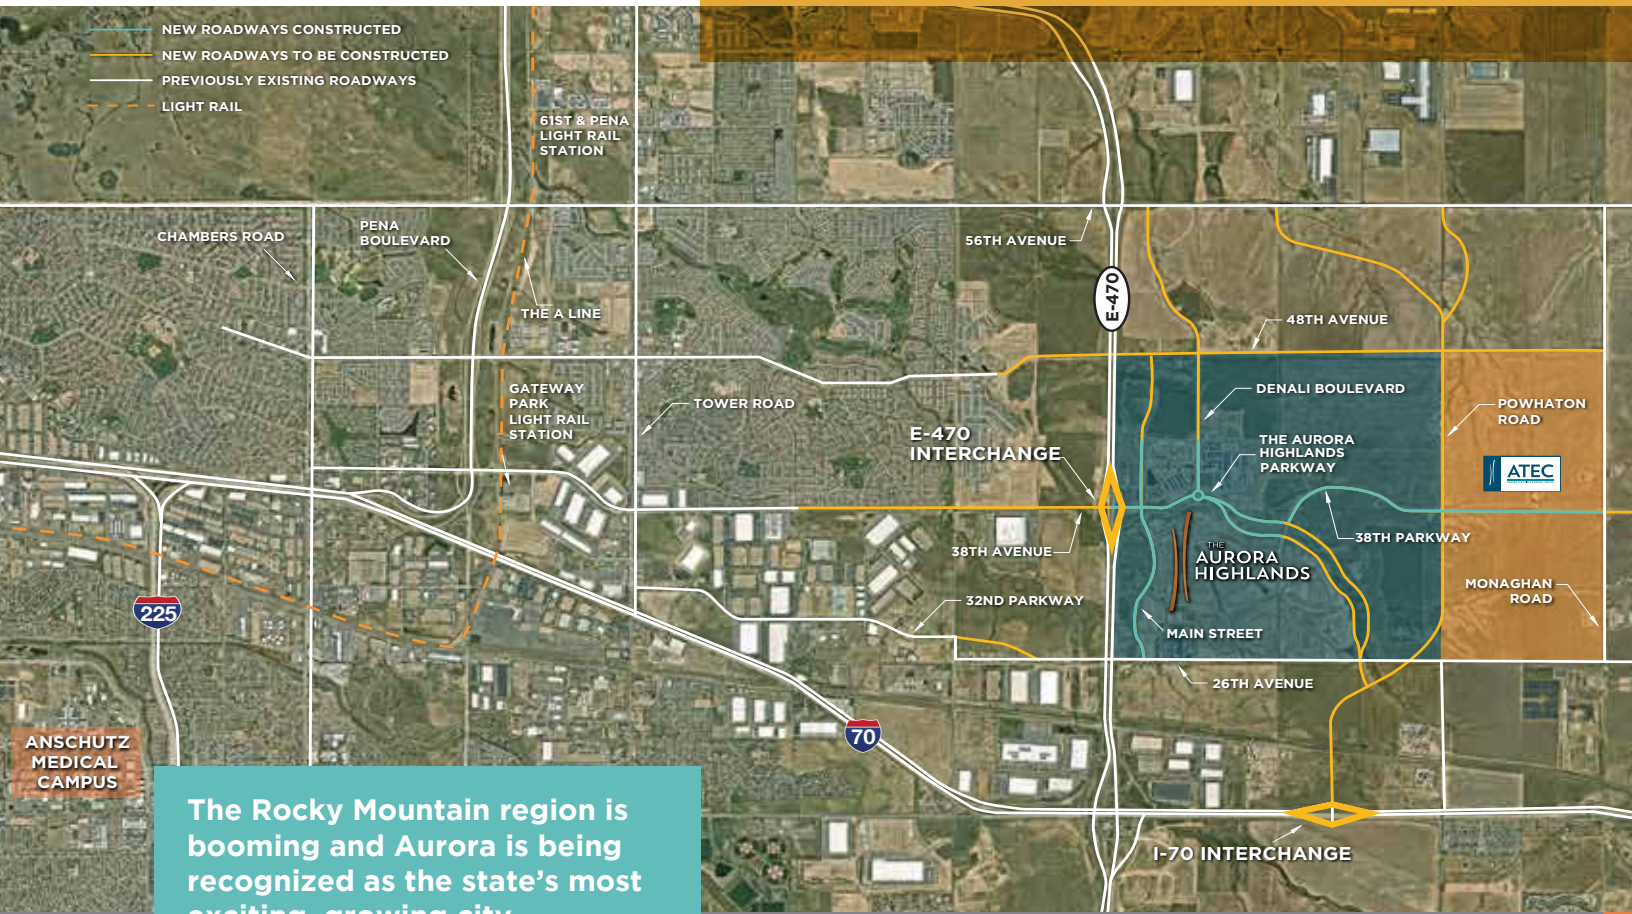 NEW ROADWAYS CONSTRUCTED
NEW ROADWAYS TO BE CONSTRUCTED
PREVIOUSLY EXISTING ROADWAYS
LIGHT RAIL
61ST & PENA
LIGHT RAIL
STATION
CHAMBERS ROAD
PENA
BOULEVARD
THE A LINE
56TH AVENUE
E-470
48TH AVENUE
GATEWAY
PARK
LIGHT RAIL
STATION
TOWER ROAD
E-470
INTERCHANGE
DENALI BOULEVARD
THE AURORA
HIGHLANDS
PARKWAY
POWHATON
ROAD
ATEC
38TH AVENUE
38TH PARKWAY
THE
AURORA
HIGHLANDS
MONAGHAN
ROAD
32ND PARKWAY
MAIN STREET
26TH AVENUE
225
70
ANSCHUTZ
MEDICAL
CAMPUS
I-70 INTERCHANGE
The Rocky Mountain region is
booming and Aurora is being
recognized as the state's most
exciting, growing city